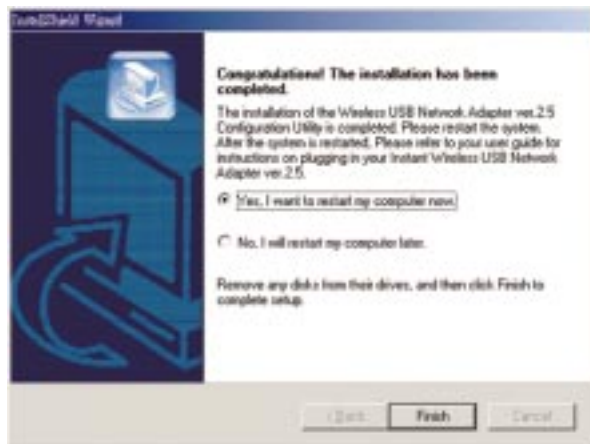 InstallShield Wizard
Congratulations! The installation has been
completed.
The installation of the Wireless USB Network Adapter ver.2.5
Configuration Utility is completed. Please restart the system.
After the system is restarted, Please refer to your user guide for
instructions on plugging in your Instant Wireless USB Network
Adapter ver.2.5.
Yes, I want to restart my computer now.
No, I will restart my computer later.
Remove any disks from their drives, and then click Finish to
complete setup.
< Back
Finish
Cancel